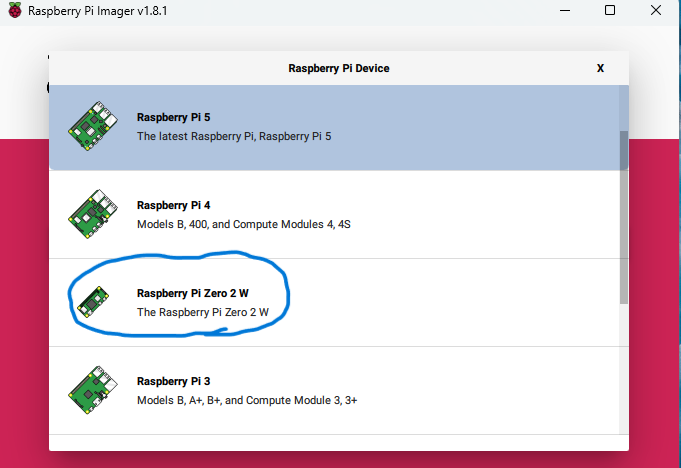 Raspberry Pi Imager v1.8.1
Raspberry Pi Device
X
Raspberry Pi 5
The latest Raspberry Pi, Raspberry Pi 5
Raspberry Pi 4
Models B, 400, and Compute Modules 4, 4S
Raspberry Pi Zero 2 W
The Raspberry Pi Zero 2 W
Raspberry Pi 3
Models B, A+, B+, and Compute Module 3, 3+